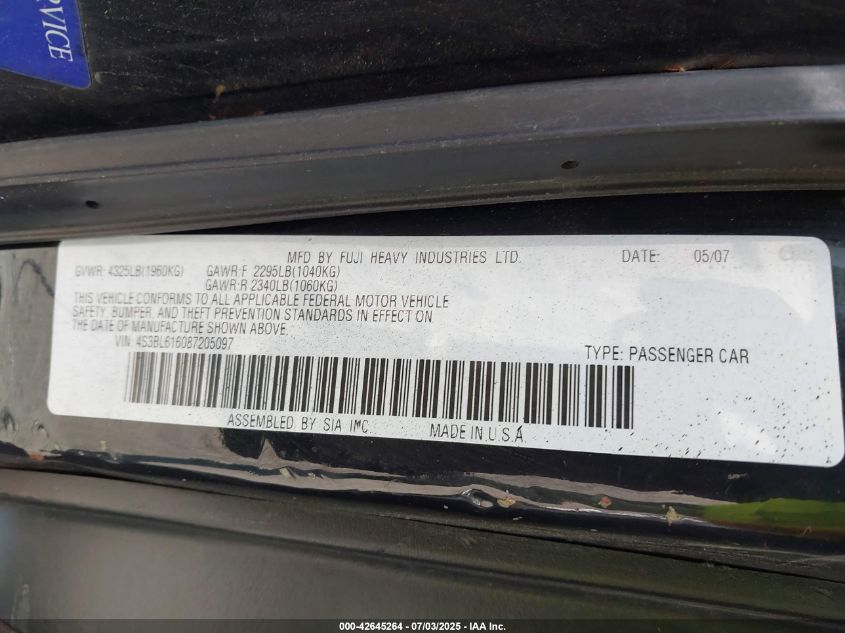 RVICE
MFD BY FUJI HEAVY INDUSTRIES LTD. DATE: 05/07
GVWR: 4325LB(1960KG) GAWR:F 2295LB(1040KG)
GAWR:R 2340LB(1060KG)
THIS VEHICLE CONFORMS TO ALL APPLICABLE FEDERAL MOTOR VEHICLE
SAFETY, BUMPER, AND THEFT PREVENTION STANDARDS IN EFFECT ON
THE DATE OF MANUFACTURE SHOWN ABOVE.
VIN: 4S3BL616087205097 TYPE: PASSENGER CAR
ASSEMBLED BY SIA INC. MADE IN U.S.A.
000-42645264 - 07/03/2025 - IAA Inc.